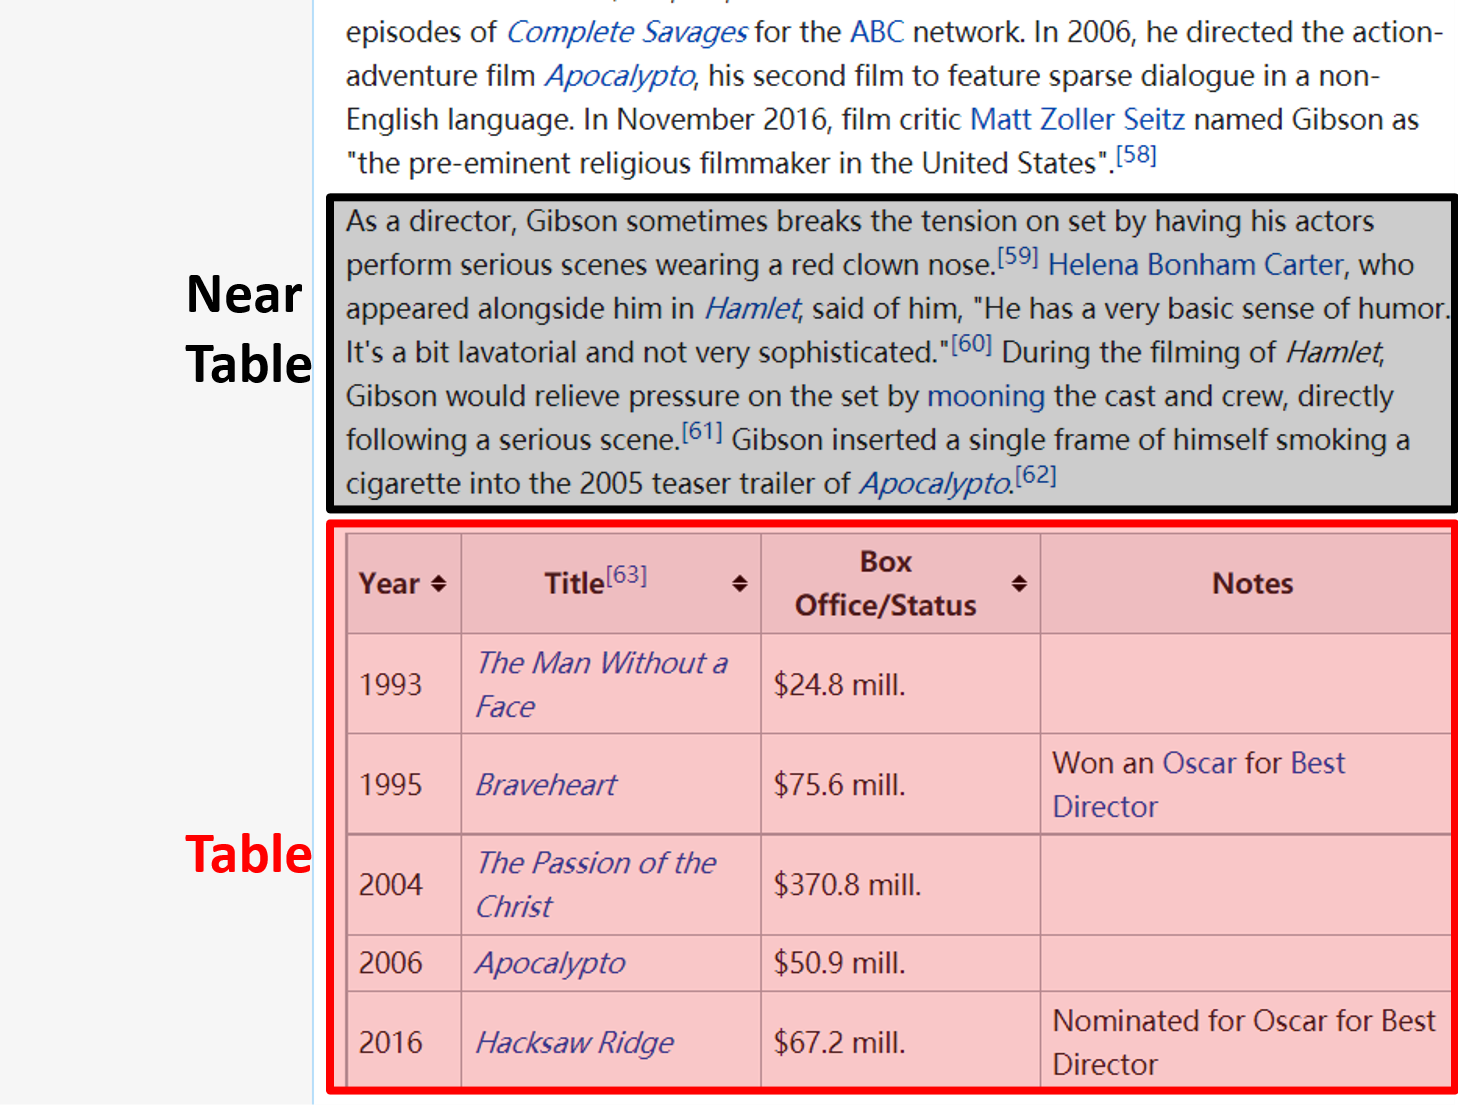 episodes of Complete Savages for the ABC network. In 2006, he directed the action-
adventure film Apocalypto, his second film to feature sparse dialogue in a non-
English language. In November 2016, film critic Matt Zoller Seitz named Gibson as
"the pre-eminent religious filmmaker in the United States".[58]
Near
Table
As a director, Gibson sometimes breaks the tension on set by having his actors
perform serious scenes wearing a red clown nose.[59] Helena Bonham Carter, who
appeared alongside him in Hamlet, said of him, "He has a very basic sense of humor.
It's a bit lavatorial and not very sophisticated."[60] During the filming of Hamlet,
Gibson would relieve pressure on the set by mooning the cast and crew, directly
following a serious scene.[61] Gibson inserted a single frame of himself smoking a
cigarette into the 2005 teaser trailer of Apocalypto.[62]
Table
Year Title[63] Box Office/Status Notes
1993 The Man Without a Face $24.8 mill.
1995 Braveheart $75.6 mill. Won an Oscar for Best Director
2004 The Passion of the Christ $370.8 mill.
2006 Apocalypto $50.9 mill.
2016 Hacksaw Ridge $67.2 mill. Nominated for Oscar for Best Director